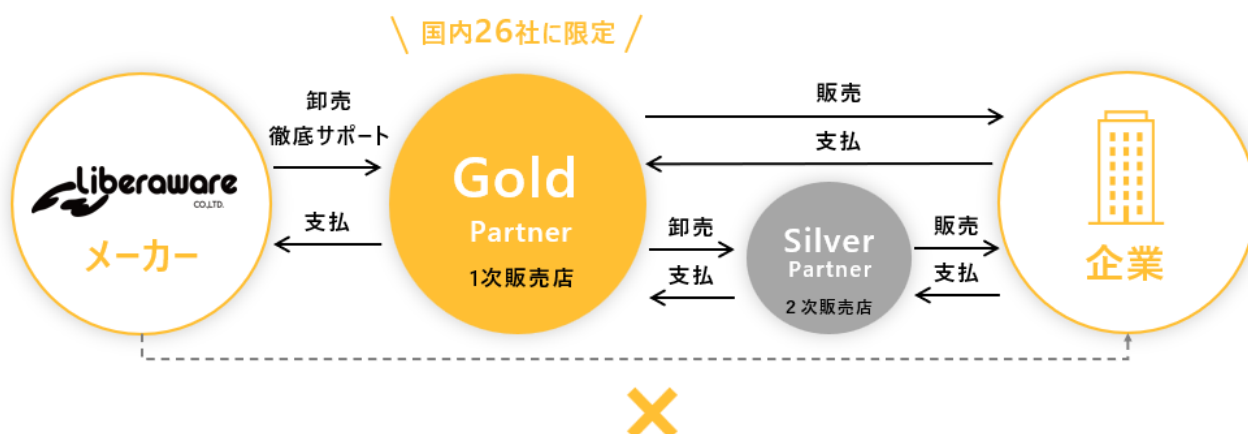 国内26社に限定
卸売
徹底サポート
支払
Liberaware
CO.,LTD.
メーカー
Gold
Partner
1次販売店
販売
支払
卸売
支払
Silver
Partner
２次販売店
販売
支払
企業